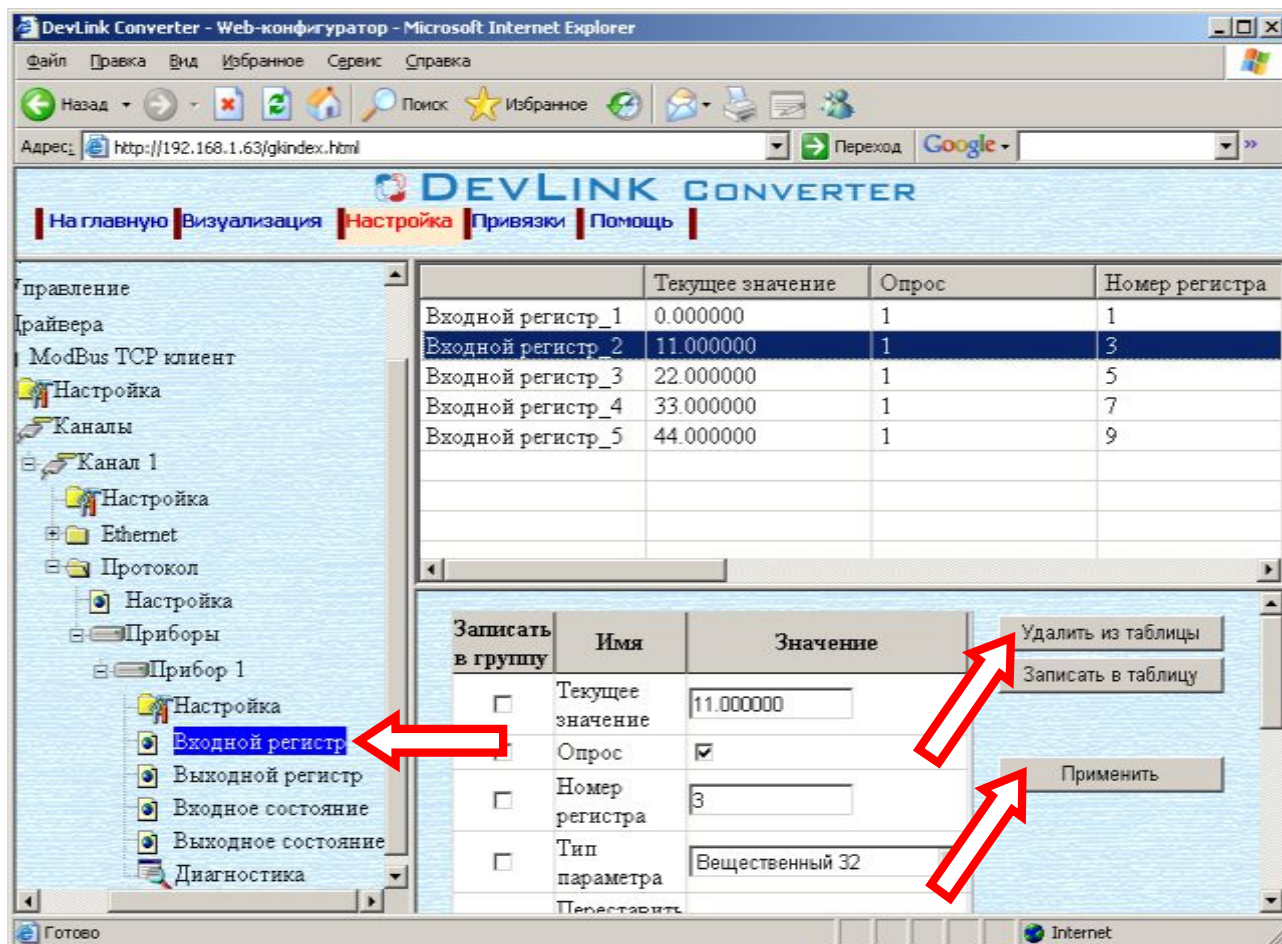 DevLink Converter - Web-конфигуратор - Microsoft Internet Explorer
Файл Правка Вид Избранное Сервис Справка
Назад Поиск Избранное
Адрес: http://192.168.1.63/gkindex.html Переход Google
DEVLINK CONVERTER
На главную Визуализация Настройка Привязки Помощь
правление
райвера
ModBus TCP клиент
Настройка
Каналы
Канал 1
Настройка
Ethernet
Протокол
Настройка
Приборы
Прибор 1
Настройка
Входной регистр
Выходной регистр
Входное состояние
Выходное состояние
Диагностика
Текущее значение Опрос Номер регистра
Входной регистр_1 0.000000 1 1
Входной регистр_2 11.000000 1 3
Входной регистр_3 22.000000 1 5
Входной регистр_4 33.000000 1 7
Входной регистр_5 44.000000 1 9
Записать в группу Имя Значение
Текущее значение 11.000000
Опрос
Номер регистра 3
Тип параметра Вещественный 32
Переставить
Удалить из таблицы
Записать в таблицу
Применить
Готово Internet